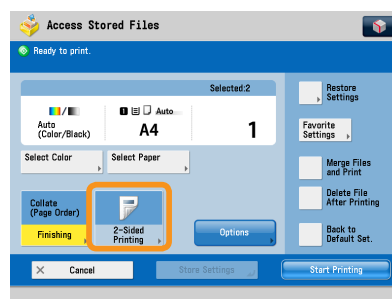 Access Stored Files
Ready to print.
Selected:2
Auto
Auto
(Color/Black)
A4
1
Select Color
Select Paper
Collate
(Page Order)
Finishing
2-Sided
Printing
Options
Restore
Settings
Favorite
Settings
Merge Files
and Print
Delete File
After Printing
Back to
Default Set.
Cancel
Store Settings
Start Printing